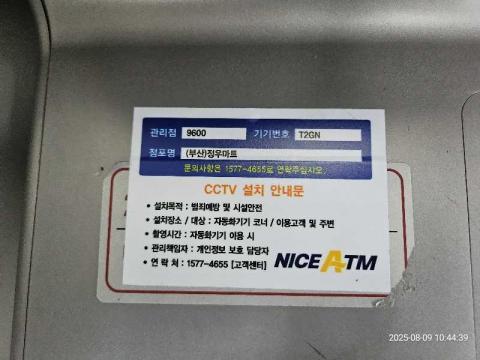 관리점 9600 기기번호 T2GN
점포명 (부산)정우마트
문의사항은 1577-4655로 연락주십시오.
CCTV 설치 안내문
• 설치목적 : 범죄예방 및 시설안전
• 설치장소 / 대상 : 자동화기기 코너 / 이용고객 및 주변
• 촬영시간 : 자동화기기 이용 시
• 관리책임자 : 개인정보 보호 담당자
• 연 락 처 : 1577-4655 [고객센터]
NICE ATM
2025-08-09 10:44:39